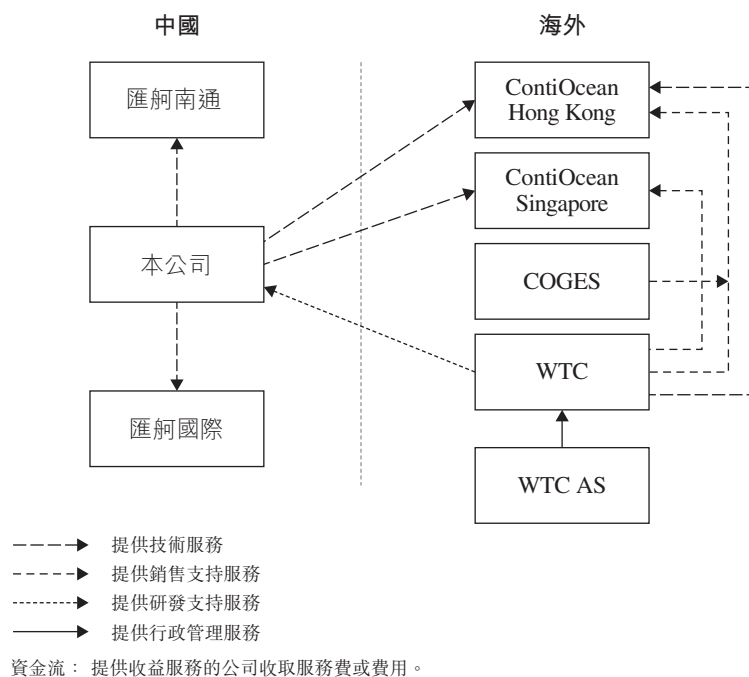 中國
海外
匯舸南通
ContiOcean
Hong Kong
ContiOcean
Singapore
本公司
COGES
WTC
匯舸國際
WTC AS
提供技術服務
提供銷售支持服務
提供研發支持服務
提供行政管理服務
資金流： 提供收益服務的公司收取服務費或費用。